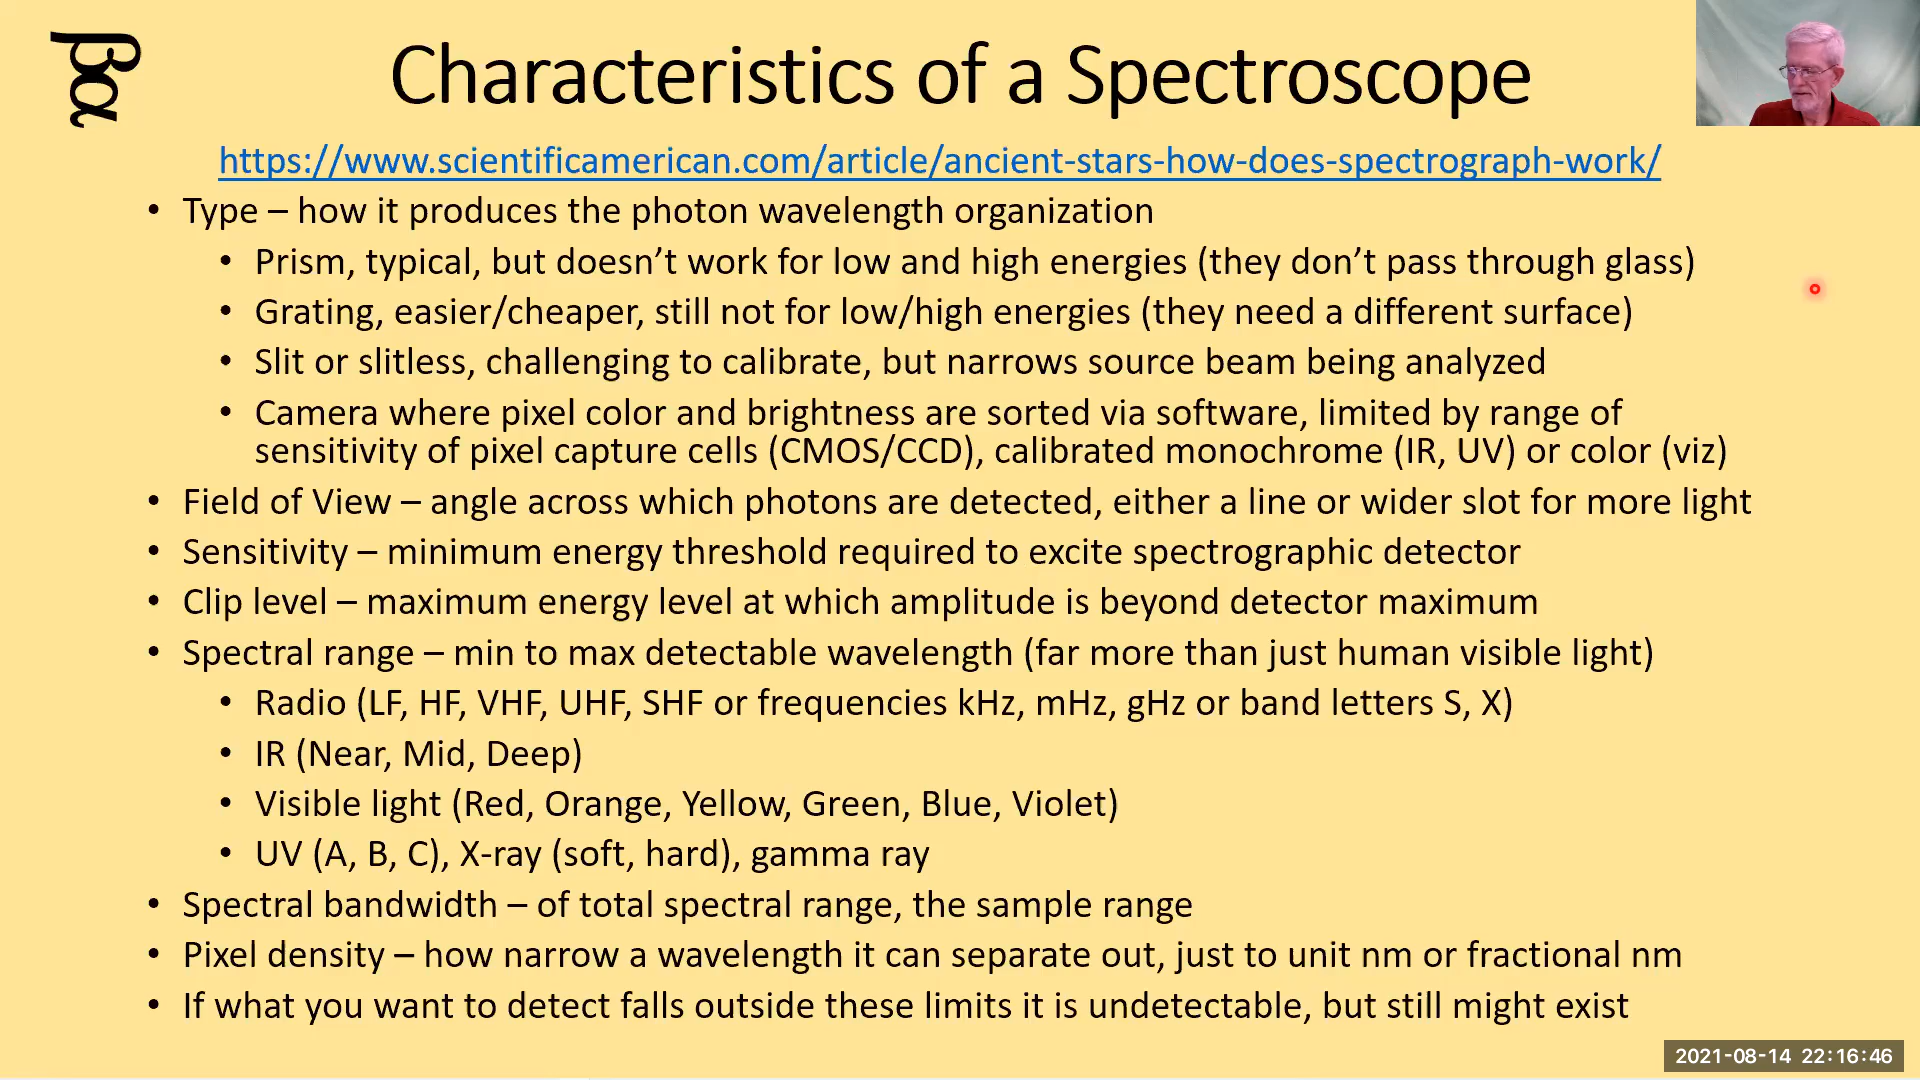 βα
Characteristics of a Spectroscope
https://www.scientificamerican.com/article/ancient-stars-how-does-spectrograph-work/
• Type – how it produces the photon wavelength organization
• Prism, typical, but doesn’t work for low and high energies (they don’t pass through glass)
• Grating, easier/cheaper, still not for low/high energies (they need a different surface)
• Slit or slitless, challenging to calibrate, but narrows source beam being analyzed
• Camera where pixel color and brightness are sorted via software, limited by range of
sensitivity of pixel capture cells (CMOS/CCD), calibrated monochrome (IR, UV) or color (viz)
• Field of View – angle across which photons are detected, either a line or wider slot for more light
• Sensitivity – minimum energy threshold required to excite spectrographic detector
• Clip level – maximum energy level at which amplitude is beyond detector maximum
• Spectral range – min to max detectable wavelength (far more than just human visible light)
• Radio (LF, HF, VHF, UHF, SHF or frequencies kHz, mHz, gHz or band letters S, X)
• IR (Near, Mid, Deep)
• Visible light (Red, Orange, Yellow, Green, Blue, Violet)
• UV (A, B, C), X-ray (soft, hard), gamma ray
• Spectral bandwidth – of total spectral range, the sample range
• Pixel density – how narrow a wavelength it can separate out, just to unit nm or fractional nm
• If what you want to detect falls outside these limits it is undetectable, but still might exist
2021-08-14 22:16:46